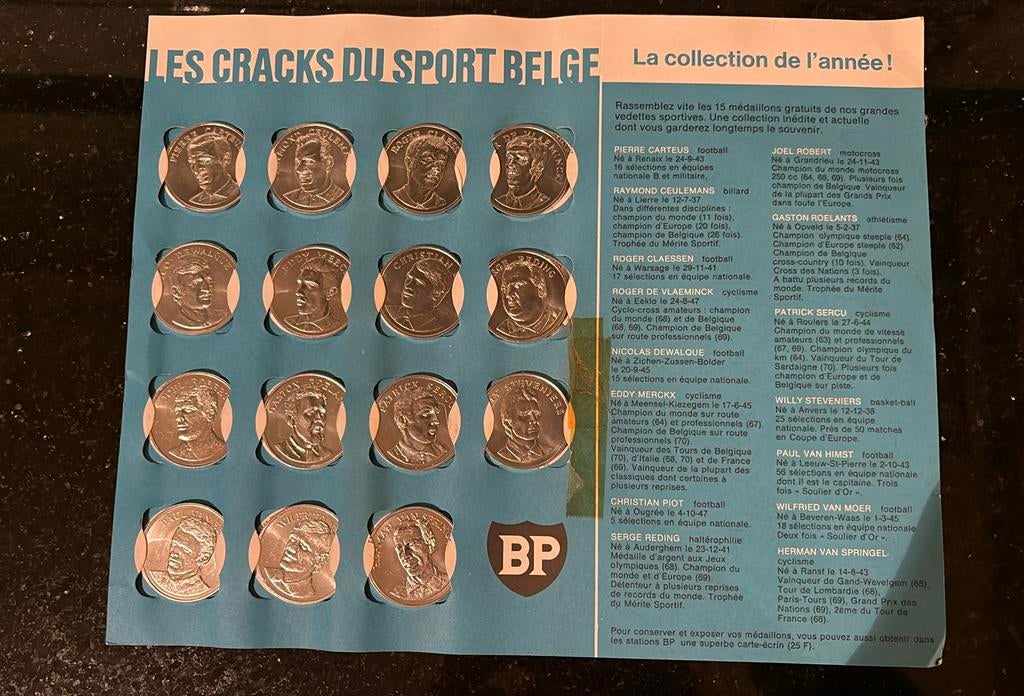 LES CRACKS DU SPORT BELGE
La collection de l'année!
Rassemblez vite les 15 médaillons gratuits de nos grandes
vedettes sportives. Une collection inédite et actuelle
dont vous garderez longtemps le souvenir.
PIERRE CARTEUS football
Né à Renaix le 24-9-43
16 sélections en équipes
nationale B et militaire.
RAYMOND CEULEMANS billard
Né à Lierre le 12-7-37
Dans différentes disciplines :
champion du monde (11 fois),
champion d'Europe (20 fois),
champion de Belgique (26 fois).
Trophée du Mérite Sportif.
ROGER CLAESSEN football
Né à Warsage le 29-11-41
17 sélections en équipe nationale.
ROGER DE VLAEMINCK cyclisme
Né à Eeklo le 24-8-47
Cyclo-cross amateurs : champion
du monde (68) et de Belgique
(68, 69). Champion de Belgique
sur route professionnels (69).
NICOLAS DEWALQUE football
Né à Zichen-Zussen-Bolder
le 20-9-45
15 sélections en équipe nationale.
EDDY MERCKX cyclisme
Né à Meensel-Kiezegem le 17-6-45
Champion du monde sur route
amateurs (64) et professionnels (67).
Champion de Belgique sur route
professionnels (70).
Vainqueur des Tours de Belgique
(70), d'Italie (68, 70) et de France
(69). Vainqueur de la plupart des
classiques dont certaines à
plusieurs reprises.
CHRISTIAN PIOT football
Né à Ougrée le 4-10-47
5 sélections en équipe nationale.
SERGE REDING haltérophilie
Né à Auderghem le 23-12-41
Médaille d'argent aux Jeux
olympiques (68). Champion du
monde et d'Europe (69).
Détenteur à plusieurs reprises
de records du monde. Trophée
du Mérite Sportif.
JOEL ROBERT motocross
Né à Grandrieu le 24-11-43
Champion du monde motocross
250 cc (64, 68, 69). Plusieurs fois
champion de Belgique. Vainqueur
de la plupart des Grands Prix
dans toute l'Europe.
GASTON ROELANTS athlétisme
Né à Opveld le 5-2-37
Champion olympique steeple (64).
Champion d'Europe steeple (62).
Champion de Belgique
cross-country (10 fois). Vainqueur
Cross des Nations (3 fois).
A battu plusieurs records du
monde. Trophée du Mérite
Sportif.
PATRICK SERCU cyclisme
Né à Roulers le 27-6-44
Champion du monde de vitesse
amateurs (63) et professionnels
(67, 69). Champion olympique du
km (64). Vainqueur du Tour de
Sardaigne (70). Plusieurs fois
champion d'Europe et de
Belgique sur piste.
WILLY STEVENIERS basket-ball
Né à Anvers le 12-12-38
25 sélections en équipe
nationale. Près de 50 matches
en Coupe d'Europe.
PAUL VAN HIMST football
Né à Leeuw-St-Pierre le 2-10-43
56 sélections en équipe nationale
dont il est le capitaine. Trois
fois « Soulier d'Or ».
WILFRIED VAN MOER football
Né à Beveren-Waas le 1-3-45
18 sélections en équipe nationale.
Deux fois « Soulier d'Or ».
HERMAN VAN SPRINGEL
cyclisme
Né à Ranst le 14-8-43
Vainqueur de Gand-Wevelgem (68),
Tour de Lombardie (68),
Paris-Tours (69), Grand Prix des
Nations (69), 2ème du Tour de
France (68).
Pour conserver et exposer vos médaillons, vous pouvez aussi obtenir dans
les stations BP une superbe carte-écrin (25 F).
BP